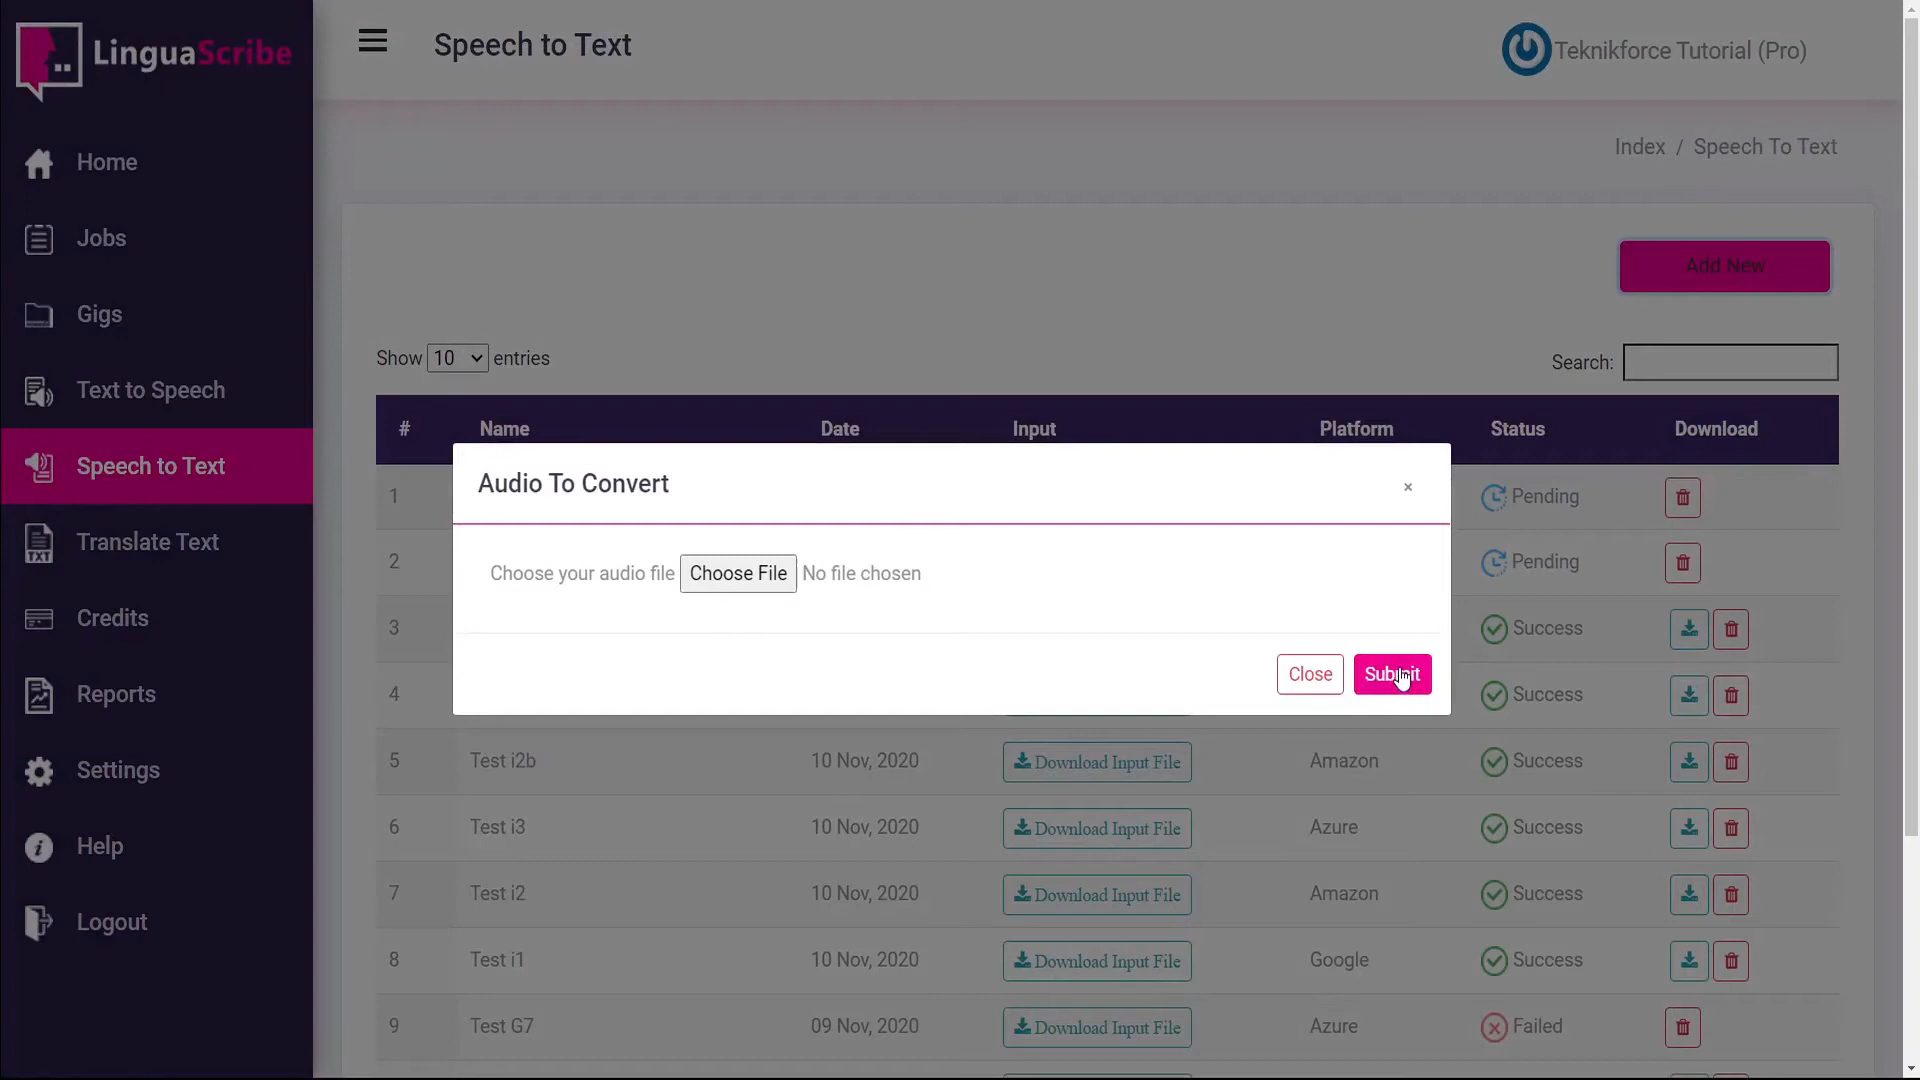 LinguaScribe
Speech to Text
Teknikforce Tutorial (Pro)
Index / Speech To Text
Home
Jobs
Gigs
Text to Speech
Speech to Text
Translate Text
TXT
Credits
Reports
Settings
Help
Logout
Add New
Show 10 entries
Search:
# Name Date Input Platform Status Download
Audio To Convert ×
Choose your audio file Choose File No file chosen
Close Submit
1 Pending
2 Pending
3 Success
4 Success
5 Test i2b 10 Nov, 2020 Download Input File Amazon Success
6 Test i3 10 Nov, 2020 Download Input File Azure Success
7 Test i2 10 Nov, 2020 Download Input File Amazon Success
8 Test i1 10 Nov, 2020 Download Input File Google Success
9 Test G7 09 Nov, 2020 Download Input File Azure Failed